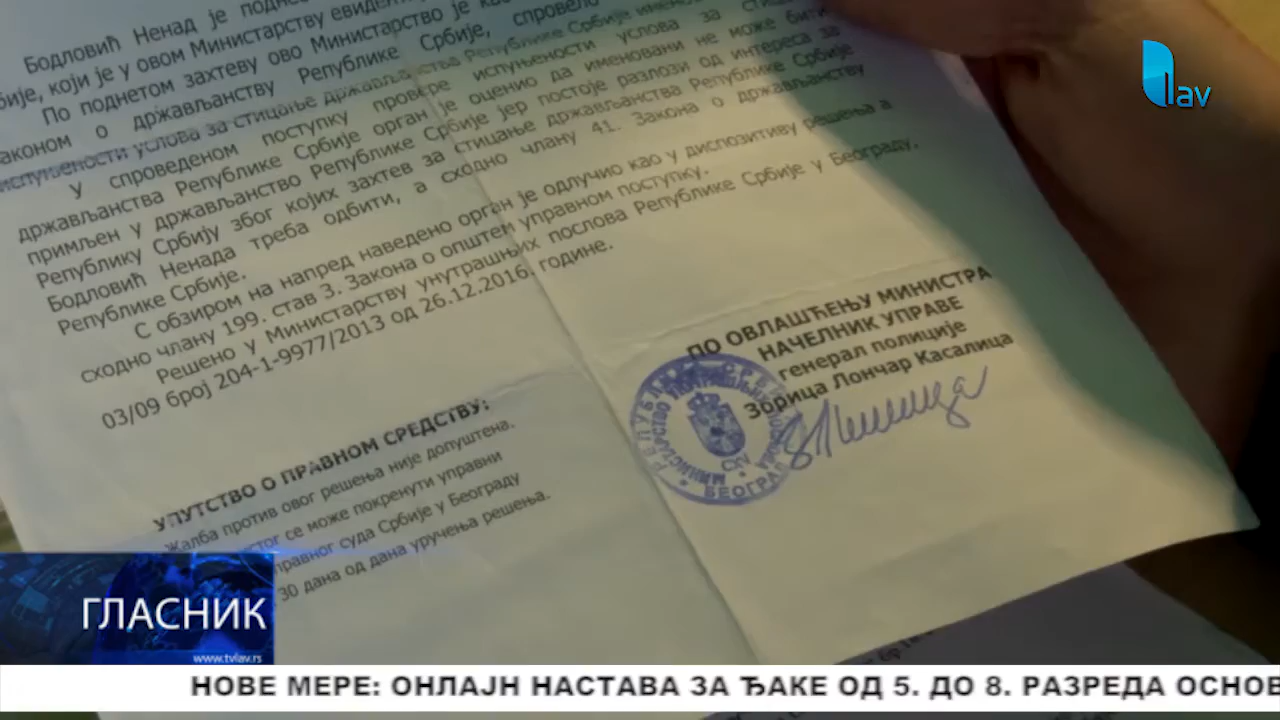 Бодловић Ненад је поднео
који је у овом Министарству
По поднетом захтеву ово Министарство је
законом о држављанству Републике Србије, спровело
испуњености услова за стицање држављанства Републике Србије
У спроведеном поступку провере испуњености услова за стицање
држављанства Републике Србије орган је оценио да именовани не може бити
примљен у држављанство Републике Србије јер постоје разлози од интереса за
Републику Србију због којих захтев за стицање држављанства Републике Србије
Бодловић Ненада треба одбити, а сходно члану 41. Закона о држављанству
Републике Србије.
С обзиром на напред наведено орган је одлучио као у диспозитиву решења а
сходно члану 199. став 3. Закона о општем управном поступку.
Решено у Министарству унутрашњих послова Републике Србије у Београду,
03/09 број 204-1-9977/2013 од 26.12.2016. године.
ПО ОВЛАШЋЕЊУ МИНИСТРА
НАЧЕЛНИК УПРАВЕ
генерал полиције
Зорица Лончар Касалица
УПУТСТВО О ПРАВНОМ СРЕДСТВУ:
Жалба против овог решења није допуштена.
се може покренути управни
суда Србије у Београду
30 дана од дана уручења решења.
lav
ГЛАСНИК
www.tvlav.rs
НОВЕ МЕРЕ: ОНЛАЈН НАСТАВА ЗА ЂАКЕ ОД 5. ДО 8. РАЗРЕДА ОСНОВ